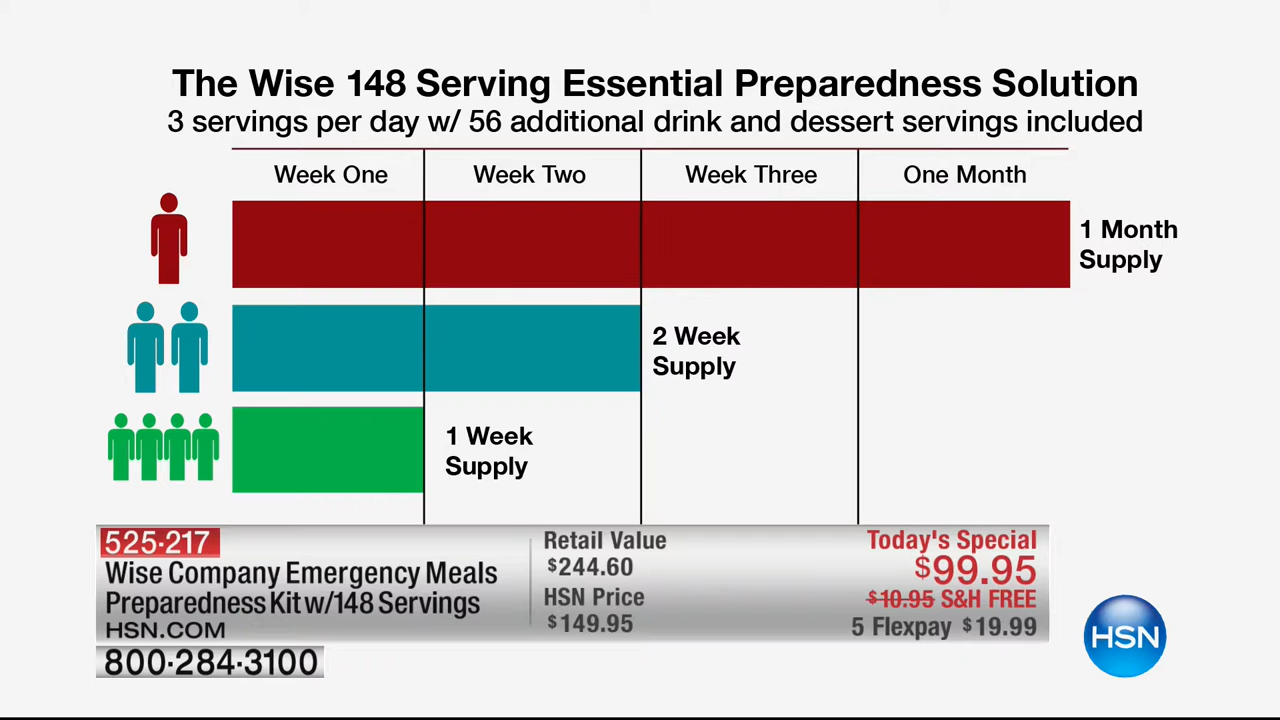 The Wise 148 Serving Essential Preparedness Solution
3 servings per day w/ 56 additional drink and dessert servings included
Week One
Week Two
Week Three
One Month
1 Month
Supply
2 Week
Supply
1 Week
Supply
525-217
Wise Company Emergency Meals
Preparedness Kit w/148 Servings
HSN.COM
800-284-3100
Retail Value
$244.60
HSN Price
$149.95
Today's Special
$99.95
$10.95 S&H FREE
5 Flexpay $19.99
HSN